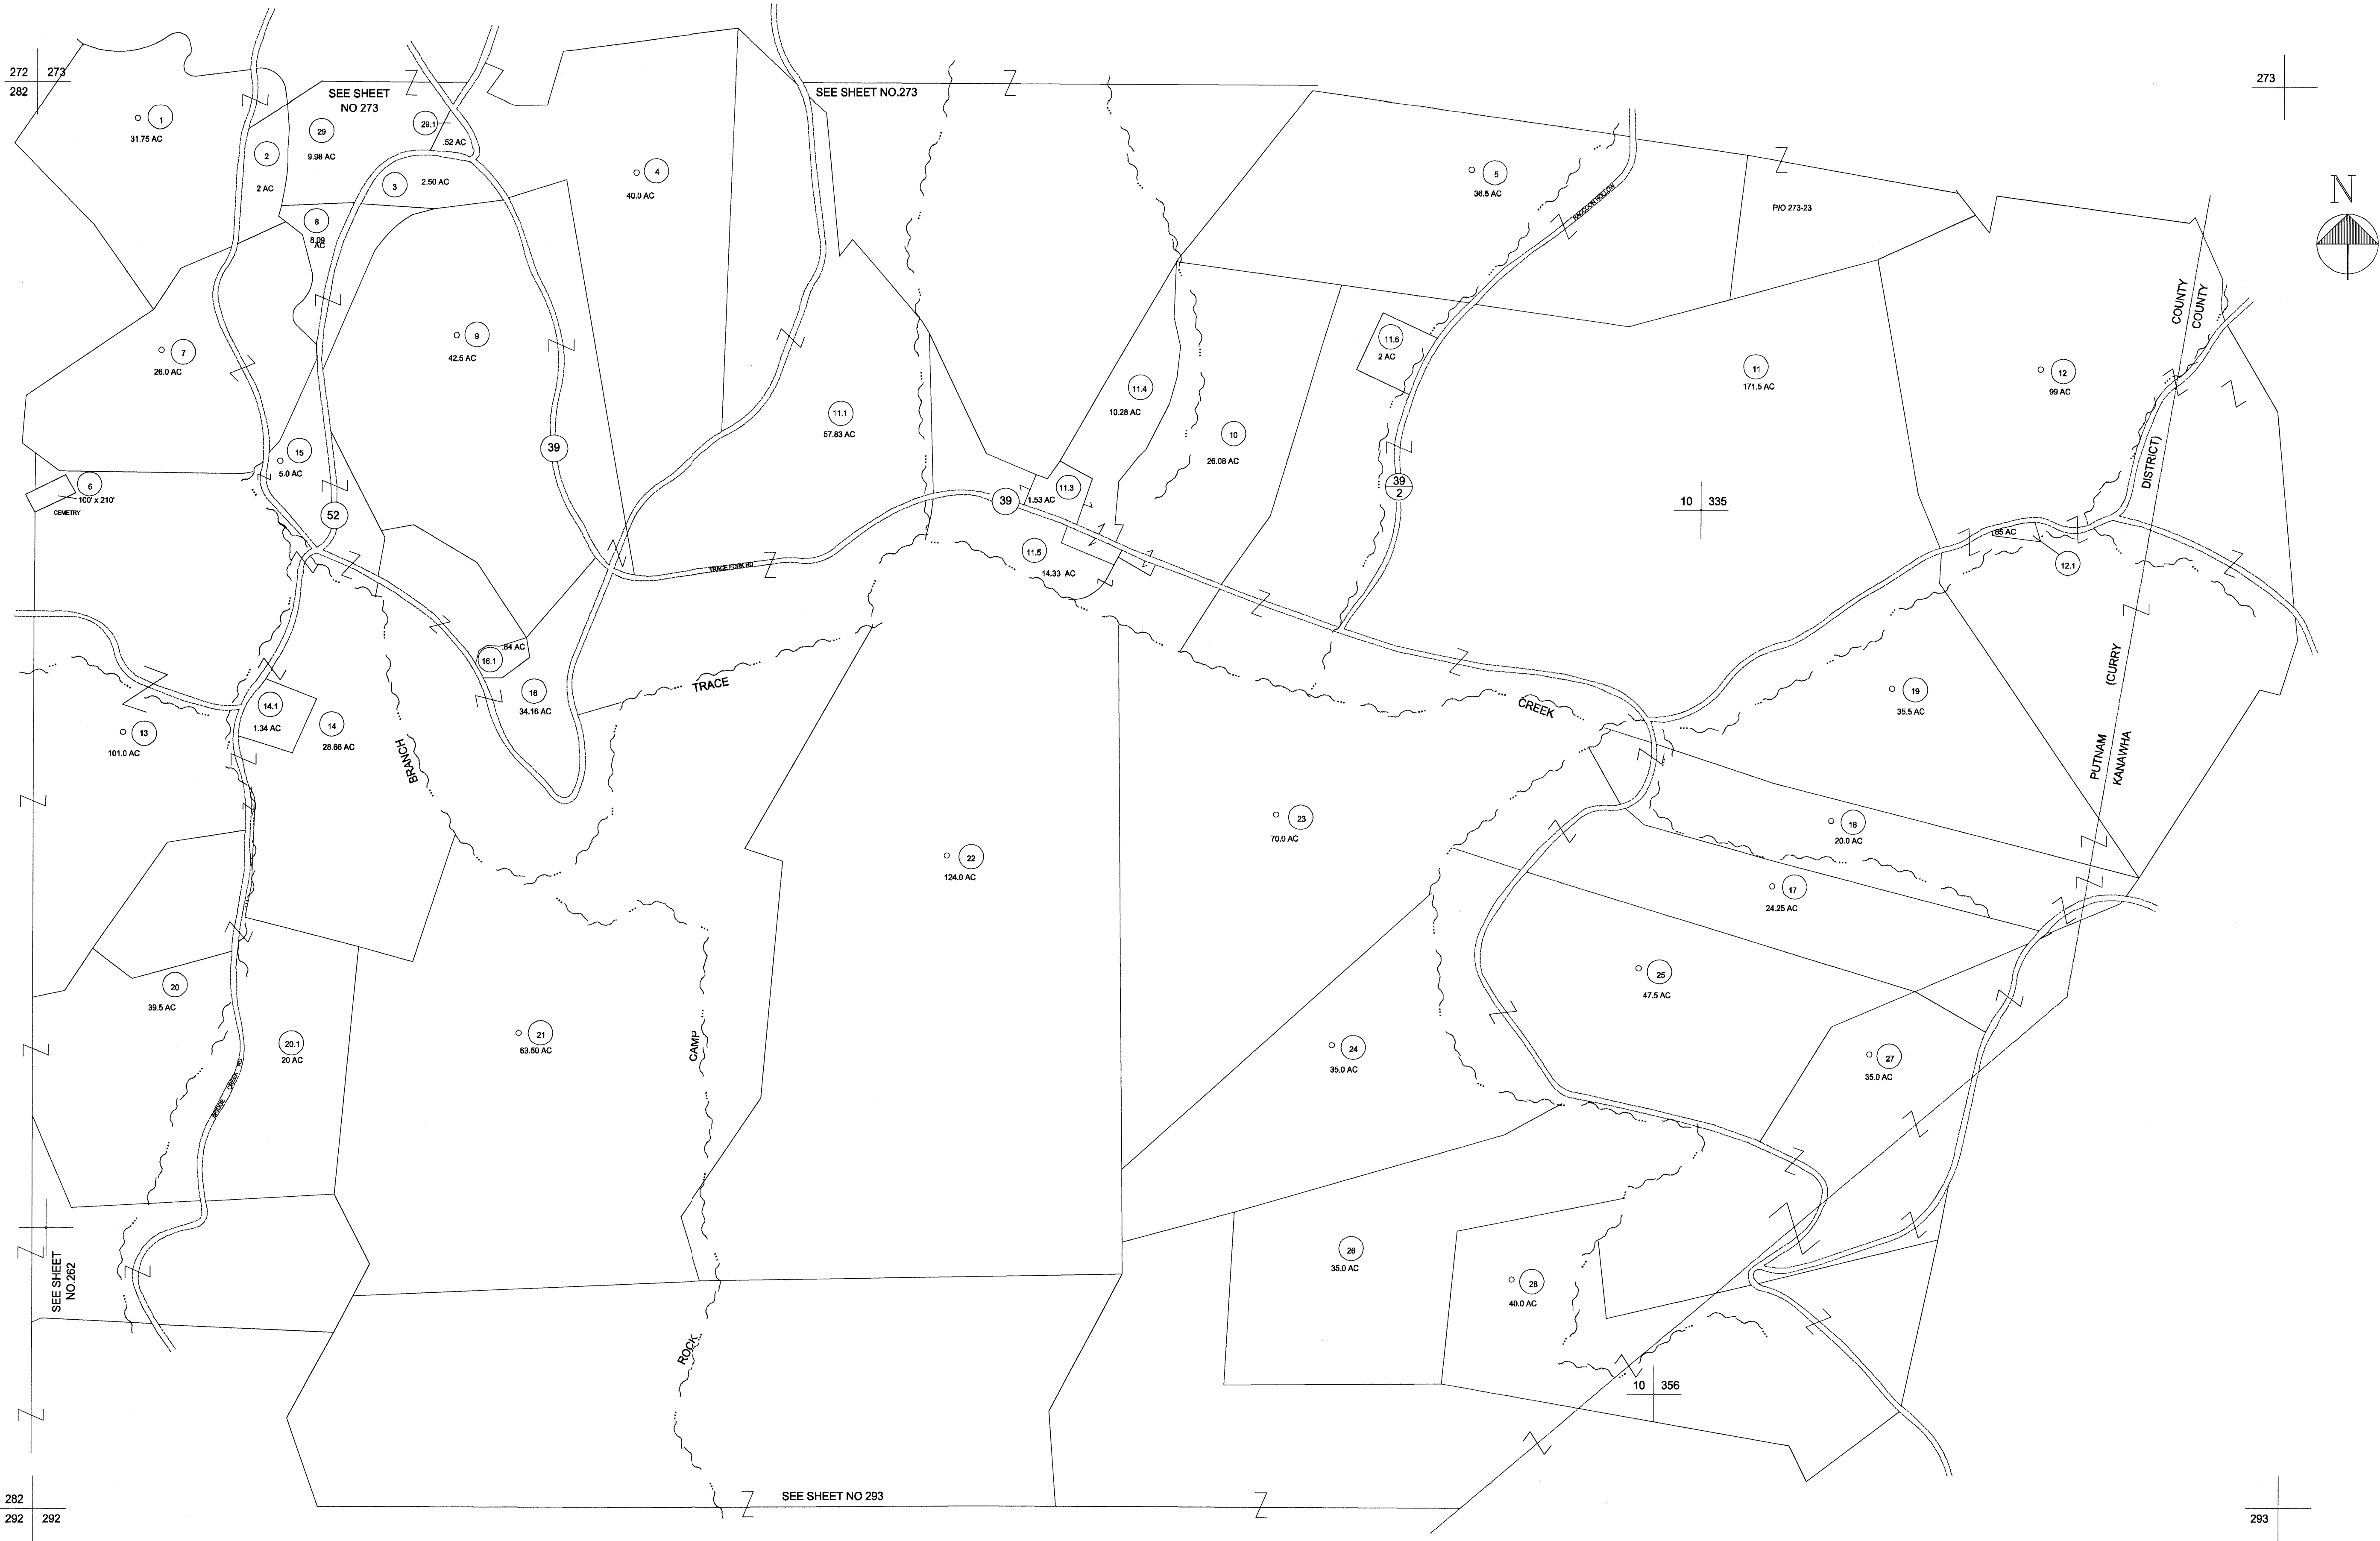 272 273
282
SEE SHEET
NO 273
SEE SHEET NO.273
273
N
1
31.75 AC
2
2 AC
29
9.98 AC
29.1
.52 AC
3
2.50 AC
4
40.0 AC
5
36.5 AC
RACCOON HOLLOW
P/O 273-23
8
8.09
AC
7
26.0 AC
9
42.5 AC
39
11.1
57.83 AC
11.4
10.28 AC
10
26.08 AC
11.6
2 AC
11
171.5 AC
12
99 AC
COUNTY
COUNTY
DISTRICT)
15
5.0 AC
6
100' x 210'
CEMETRY
52
39
1.53 AC
11.3
39
2
10 335
.85 AC
12.1
TRACE FORK RD
11.5
14.33 AC
16.1
.84 AC
16
34.16 AC
TRACE
CREEK
19
35.5 AC
(CURRY
PUTNAM
KANAWHA
13
101.0 AC
14.1
1.34 AC
14
28.66 AC
BRANCH
23
70.0 AC
18
20.0 AC
22
124.0 AC
17
24.25 AC
20
39.5 AC
20.1
20 AC
21
63.50 AC
CAMP
25
47.5 AC
24
35.0 AC
27
35.0 AC
CREEK RD
26
35.0 AC
28
40.0 AC
SEE SHEET
NO.262
ROCK
10 356
282
292 292
SEE SHEET NO 293
293